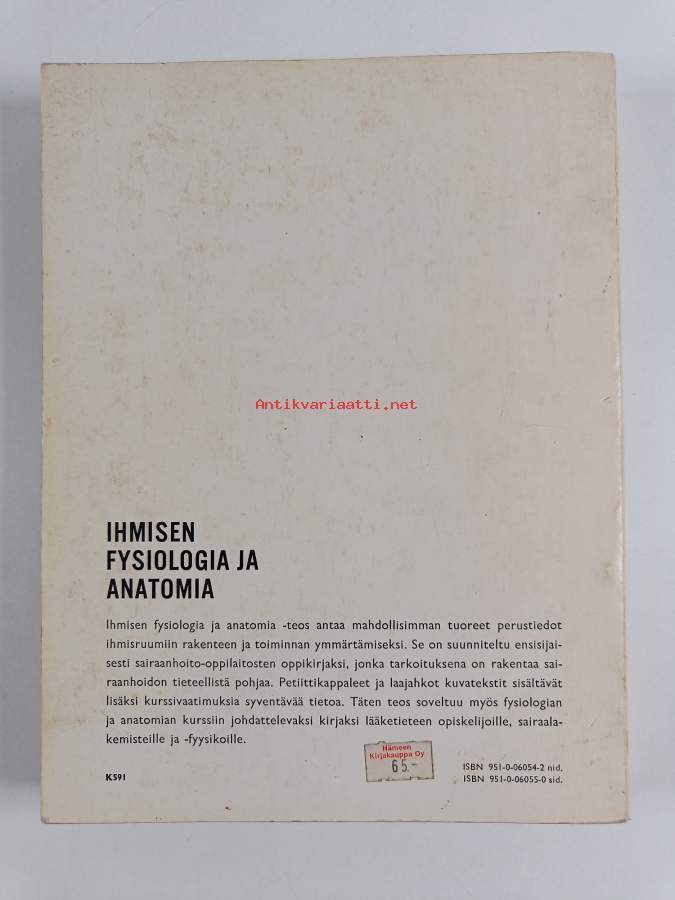 Antikvariaatti.net
IHMISEN
FYSIOLOGIA JA
ANATOMIA
Ihmisen fysiologia ja anatomia -teos antaa mahdollisimman tuoreet perustiedot
ihmisruumiin rakenteen ja toiminnan ymmärtämiseksi. Se on suunniteltu ensisijai-
sesti sairaanhoito-oppilaitosten oppikirjaksi, jonka tarkoituksena on rakentaa sai-
raanhoidon tieteellistä pohjaa. Petiittikappaleet ja laajahkot kuvatekstit sisältävät
lisäksi kurssivaatimuksia syventävää tietoa. Täten teos soveltuu myös fysiologian
ja anatomian kurssiin johdattelevaksi kirjaksi lääketieteen opiskelijoille, sairaala-
kemisteille ja -fyysikoille.
Hämeen
Kirjakauppa Oy
65.-
K591
ISBN 951-0-06054-2 nid.
ISBN 951-0-06055-0 sid.